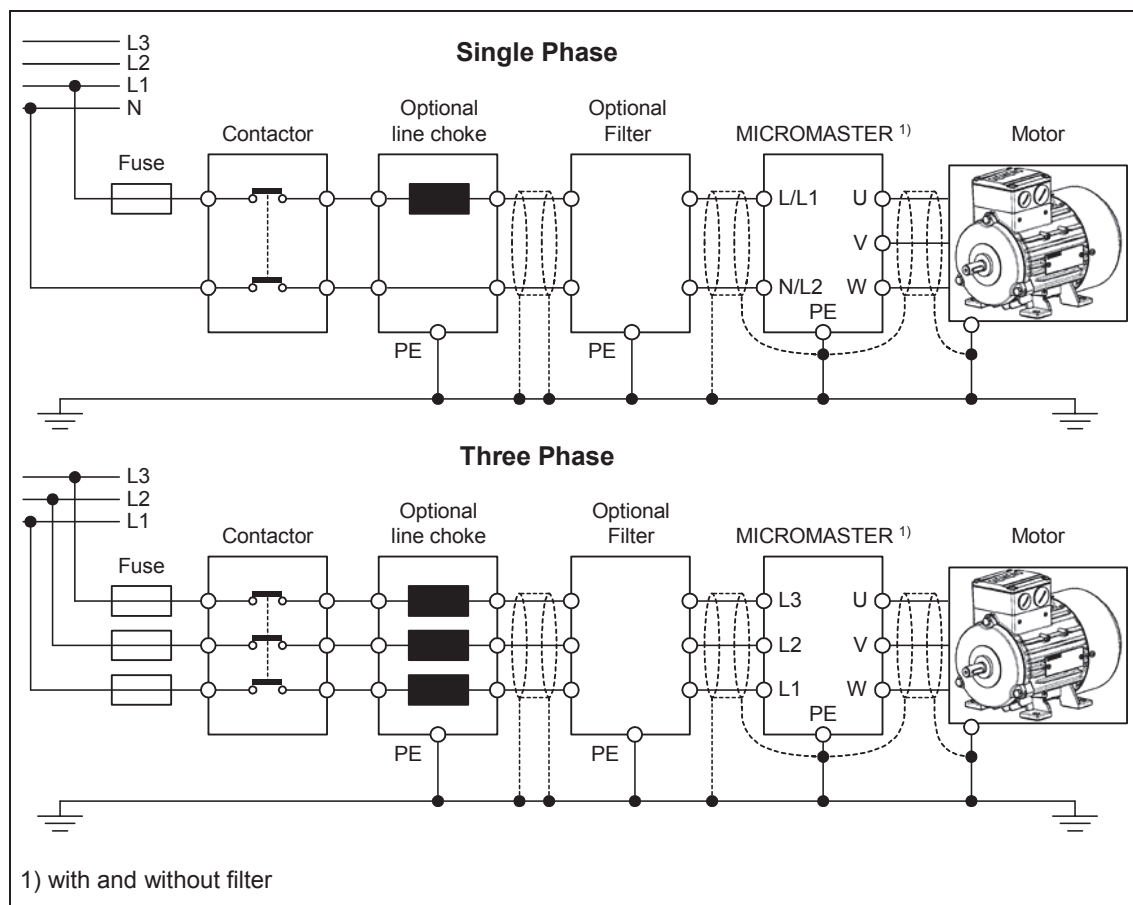 L3
L2
L1
N
Single Phase
Fuse
Contactor
Optional
line choke
Optional
Filter
MICROMASTER 1)
Motor
L/L1
N/L2
U
V
W
PE
PE
PE
Three Phase
L3
L2
L1
Fuse
Contactor
Optional
line choke
Optional
Filter
MICROMASTER 1)
Motor
L3
L2
L1
U
V
W
PE
PE
PE
1) with and without filter